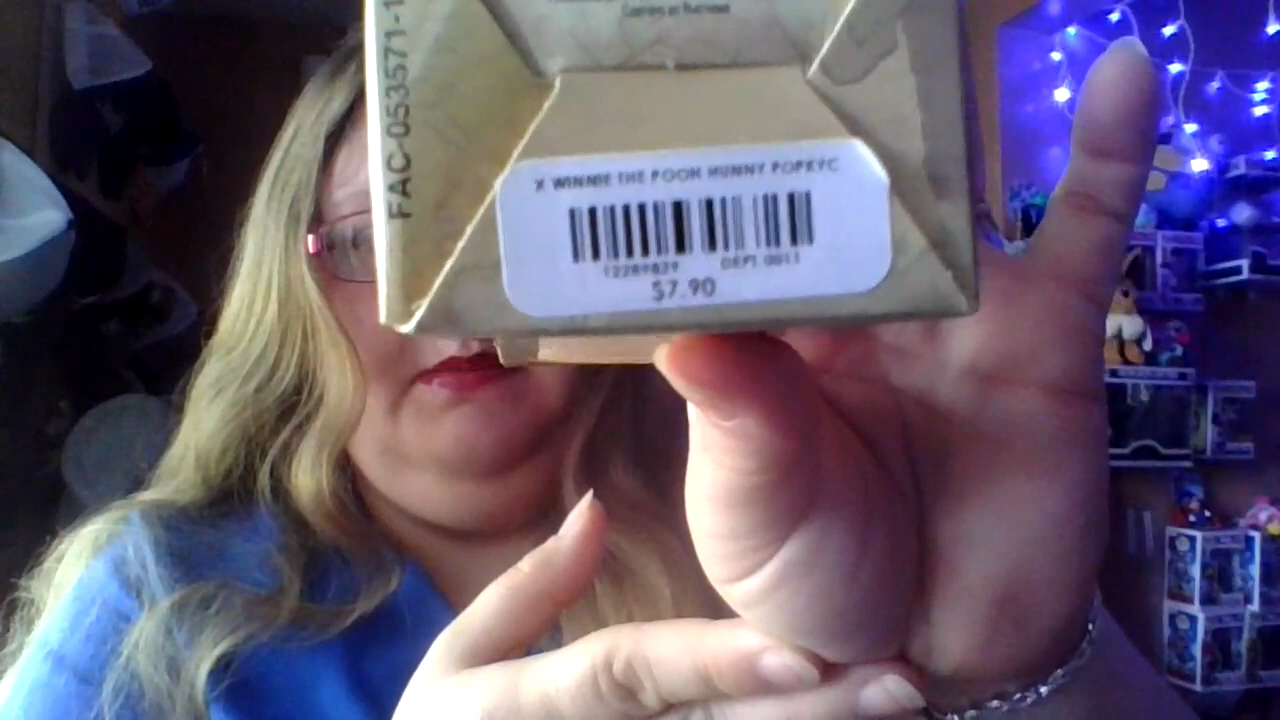 FAC-053571-1
X WINNIE THE POOH HUNNY POPKYC
12289829 DEPT 0011
$7.90